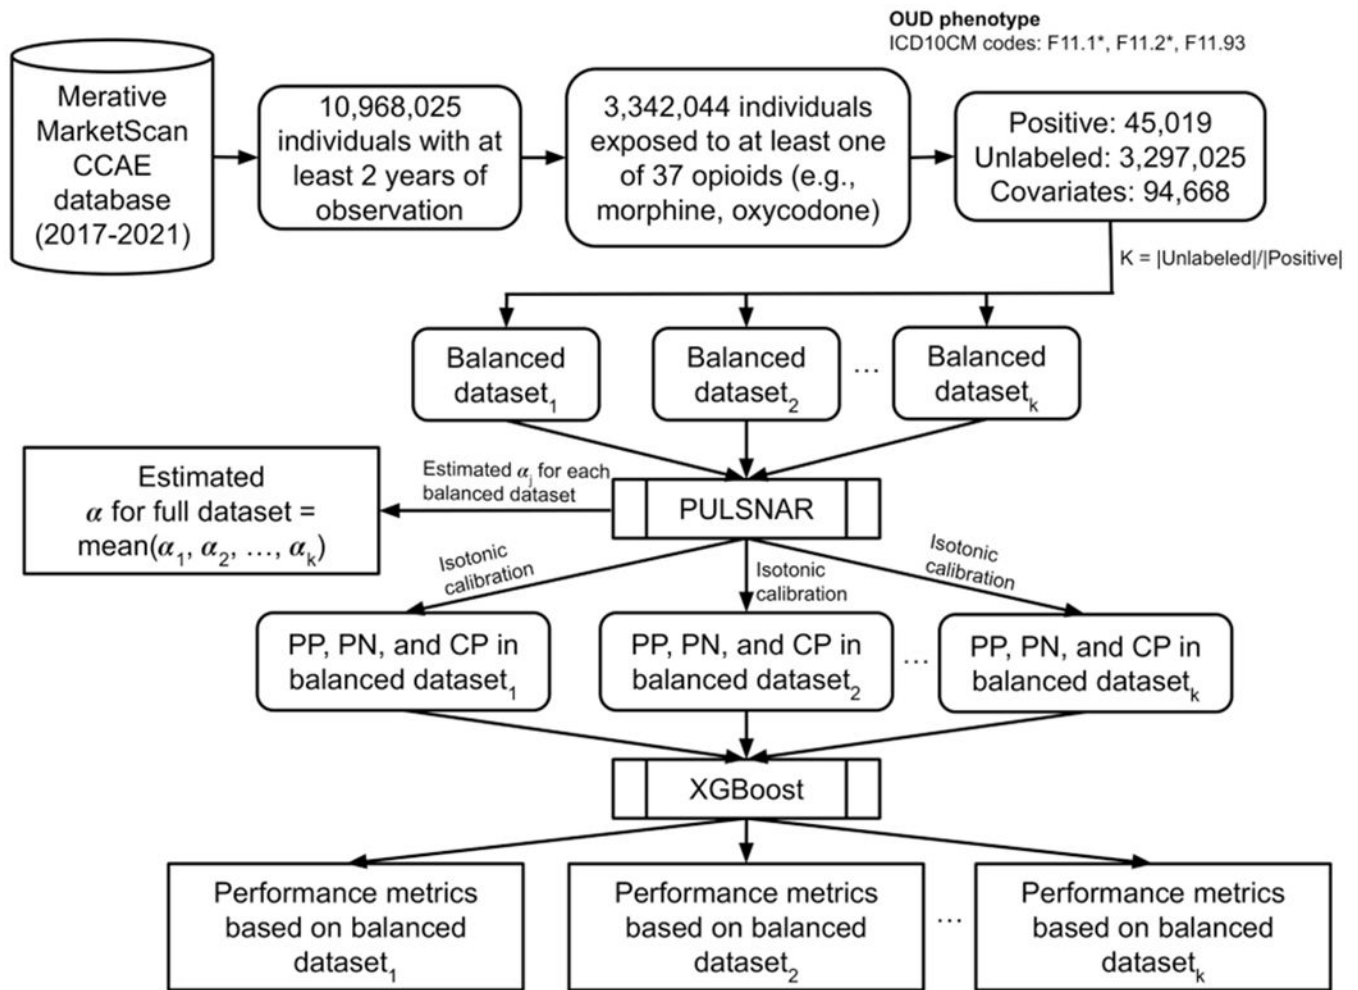 OUD phenotype
ICD10CM codes: F11.1*, F11.2*, F11.93
Merative
MarketScan
CCAE
database
(2017-2021)
10,968,025
individuals with at
least 2 years of
observation
3,342,044 individuals
exposed to at least one
of 37 opioids (e.g.,
morphine, oxycodone)
Positive: 45,019
Unlabeled: 3,297,025
Covariates: 94,668
K = |Unlabeled|/|Positive|
Balanced
dataset₁
Balanced
dataset₂
...
Balanced
datasetₖ
Estimated αⱼ for each
balanced dataset
Estimated
α for full dataset =
mean(α₁, α₂, ..., αₖ)
PULSNAR
Isotonic
calibration
Isotonic
calibration
Isotonic
calibration
PP, PN, and CP in
balanced dataset₁
PP, PN, and CP in
balanced dataset₂
...
PP, PN, and CP in
balanced datasetₖ
XGBoost
Performance metrics
based on balanced
dataset₁
Performance metrics
based on balanced
dataset₂
...
Performance metrics
based on balanced
datasetₖ